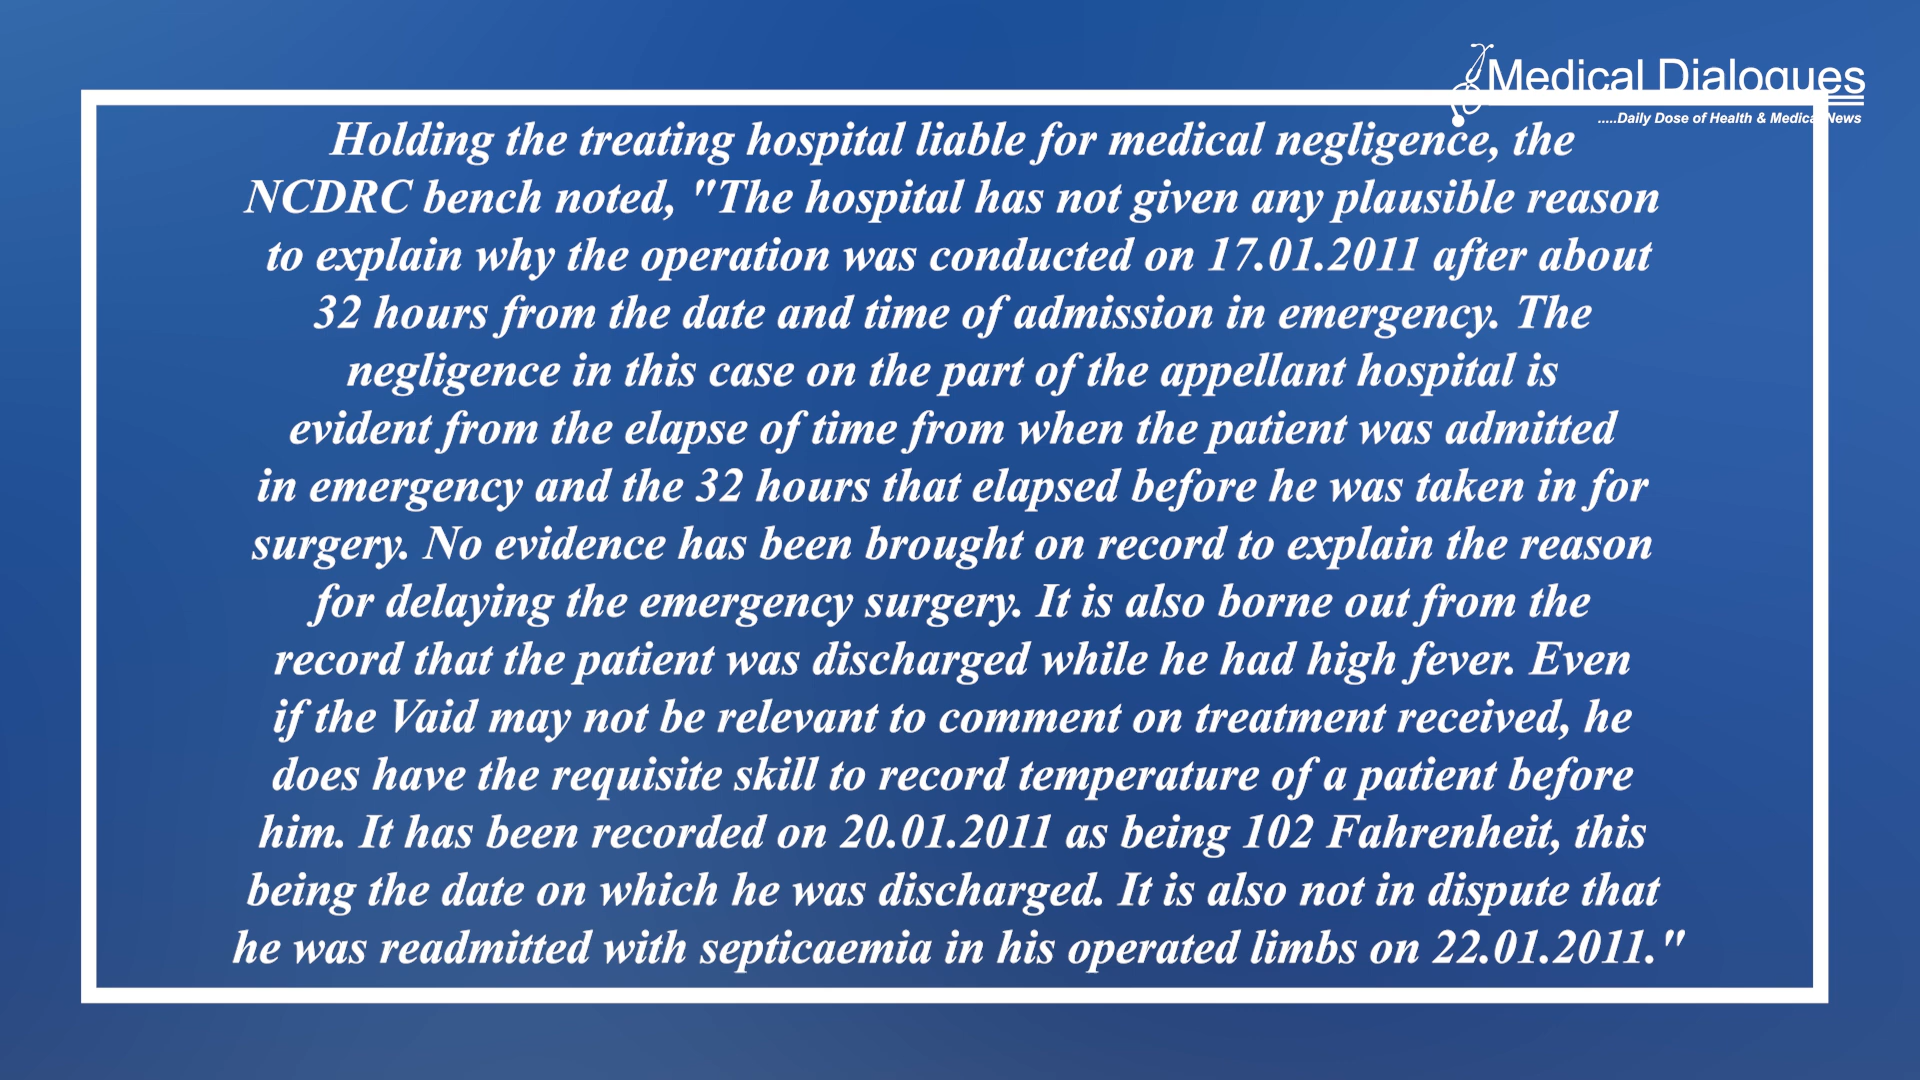 Medical Dialogues
.....Daily Dose of Health & Medical News
Holding the treating hospital liable for medical negligence, the
NCDRC bench noted, "The hospital has not given any plausible reason
to explain why the operation was conducted on 17.01.2011 after about
32 hours from the date and time of admission in emergency. The
negligence in this case on the part of the appellant hospital is
evident from the elapse of time from when the patient was admitted
in emergency and the 32 hours that elapsed before he was taken in for
surgery. No evidence has been brought on record to explain the reason
for delaying the emergency surgery. It is also borne out from the
record that the patient was discharged while he had high fever. Even
if the Vaid may not be relevant to comment on treatment received, he
does have the requisite skill to record temperature of a patient before
him. It has been recorded on 20.01.2011 as being 102 Fahrenheit, this
being the date on which he was discharged. It is also not in dispute that
he was readmitted with septicaemia in his operated limbs on 22.01.2011."